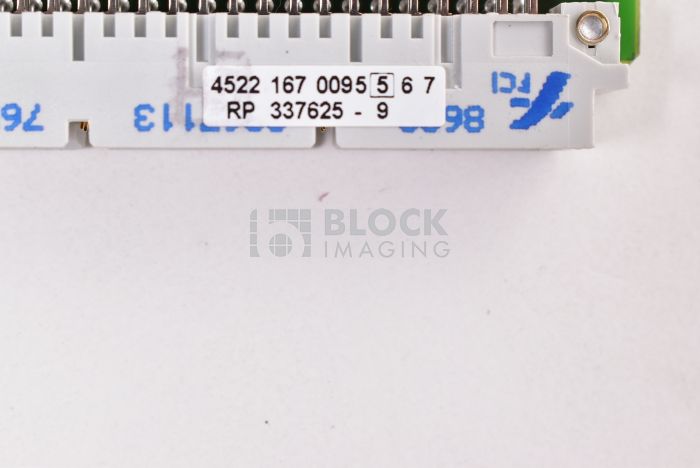 4522 167 0095 5 6 7
RP 337625 - 9
FCI
BLOCK
IMAGING